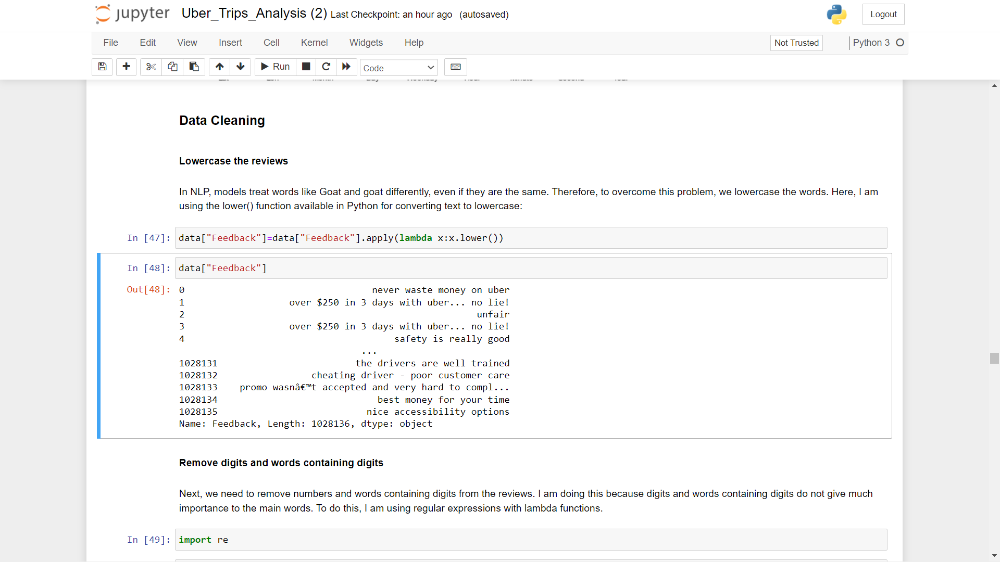 jupyter Uber_Trips_Analysis (2) Last Checkpoint: an hour ago (autosaved) Logout
File Edit View Insert Cell Kernel Widgets Help Not Trusted Python 3
Run Code
Data Cleaning
Lowercase the reviews
In NLP, models treat words like Goat and goat differently, even if they are the same. Therefore, to overcome this problem, we lowercase the words. Here, I am
using the lower() function available in Python for converting text to lowercase:
In [47]: data["Feedback"]=data["Feedback"].apply(lambda x:x.lower())
In [48]: data["Feedback"]
Out[48]: 0 never waste money on uber
1 over $250 in 3 days with uber... no lie!
2 unfair
3 over $250 in 3 days with uber... no lie!
4 safety is really good
...
1028131 the drivers are well trained
1028132 cheating driver - poor customer care
1028133 promo wasnâ€™t accepted and very hard to compl...
1028134 best money for your time
1028135 nice accessibility options
Name: Feedback, Length: 1028136, dtype: object
Remove digits and words containing digits
Next, we need to remove numbers and words containing digits from the reviews. I am doing this because digits and words containing digits do not give much
importance to the main words. To do this, I am using regular expressions with lambda functions.
In [49]: import re